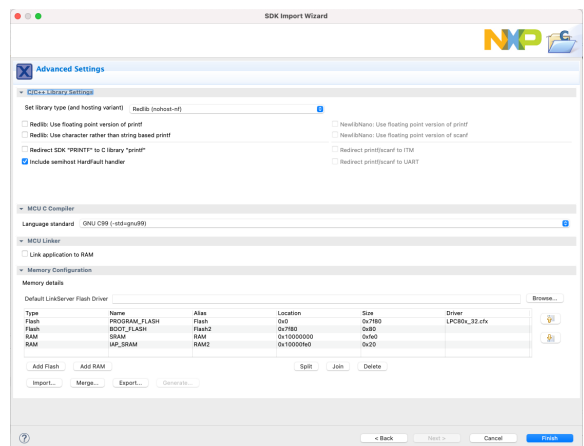 SDK Import Wizard
NXP
C
Advanced Settings
C/C++ Library Settings
Set library type (and hosting variant) Redlib (nohost-nf)
Redlib: Use floating point version of printf NewlibNano: Use floating point version of printf
Redlib: Use character rather than string based printf NewlibNano: Use floating point version of scanf
Redirect SDK "PRINTF" to C library "printf" Redirect printf/scanf to ITM
Include semihost HardFault handler Redirect printf/scanf to UART
MCU C Compiler
Language standard GNU C99 (-std=gnu99)
MCU Linker
Link application to RAM
Memory Configuration
Memory details
Default LinkServer Flash Driver Browse...
Type Name Alias Location Size Driver
Flash PROGRAM_FLASH Flash 0x0 0x7f80 LPC80x_32.cfx
Flash BOOT_FLASH Flash2 0x7f80 0x80
RAM SRAM RAM 0x10000000 0xfe0
RAM IAP_SRAM RAM2 0x10000fe0 0x20
Add Flash Add RAM Split Join Delete
Import... Merge... Export... Generate...
? < Back Next > Cancel Finish